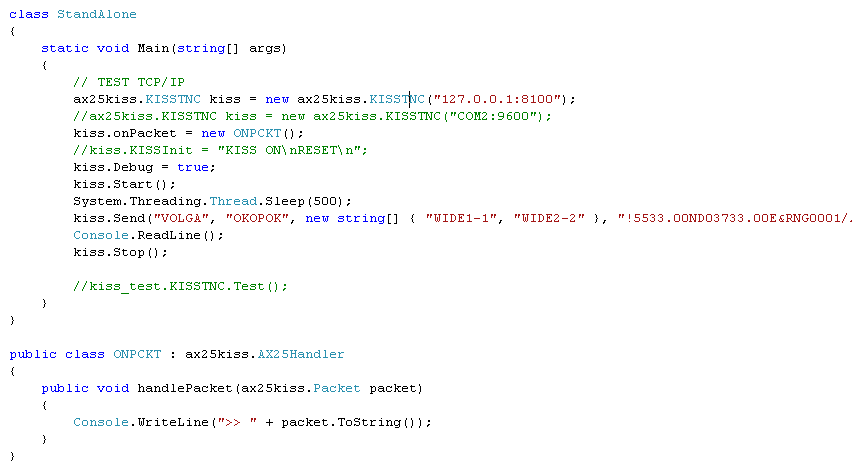 class StandAlone
{
    static void Main(string[] args)
    {
        // TEST TCP/IP
        ax25kiss.KISSTNC kiss = new ax25kiss.KISSTNC("127.0.0.1:8100");
        //ax25kiss.KISSTNC kiss = new ax25kiss.KISSTNC("COM2:9600");
        kiss.onPacket = new ONPCKT();
        //kiss.KISSInit = "KISS ON\nRESET\n";
        kiss.Debug = true;
        kiss.Start();
        System.Threading.Thread.Sleep(500);
        kiss.Send("VOLGA", "OKOPOK", new string[] { "WIDE1-1", "WIDE2-2" }, "!5533.00ND03733.00E&RNG0001/.
        Console.ReadLine();
        kiss.Stop();

        //kiss_test.KISSTNC.Test();
    }
}

public class ONPCKT : ax25kiss.AX25Handler
{
    public void handlePacket(ax25kiss.Packet packet)
    {
        Console.WriteLine(">> " + packet.ToString());
    }
}